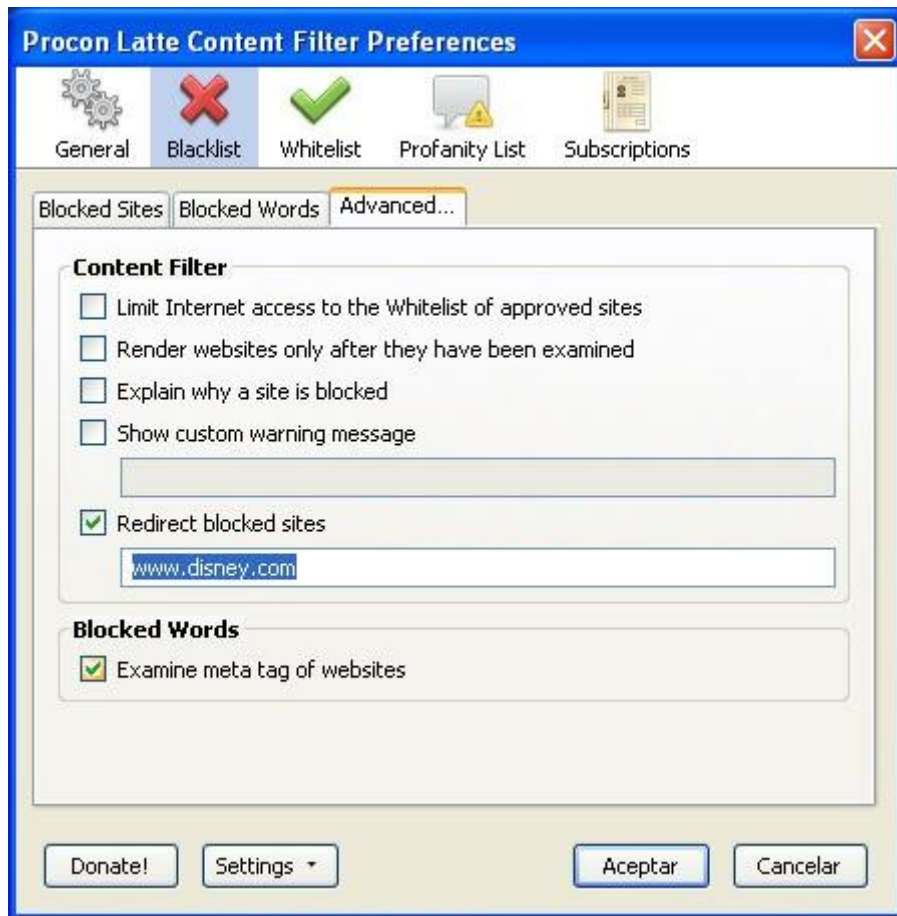 Procon Latte Content Filter Preferences
General Blacklist Whitelist Profanity List Subscriptions
Blocked Sites Blocked Words Advanced...
Content Filter
Limit Internet access to the Whitelist of approved sites
Render websites only after they have been examined
Explain why a site is blocked
Show custom warning message
Redirect blocked sites
www.disney.com
Blocked Words
Examine meta tag of websites
Donate! Settings Aceptar Cancelar